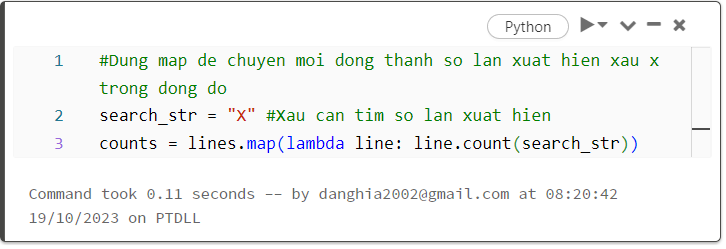 Python
1 #Dung map de chuyen moi dong thanh so lan xuat hien xau x
trong dong do
2 search_str = "X" #Xau can tim so lan xuat hien
3 counts = lines.map(lambda line: line.count(search_str))
Command took 0.11 seconds -- by danghia2002@gmail.com at 08:20:42
19/10/2023 on PTDLL